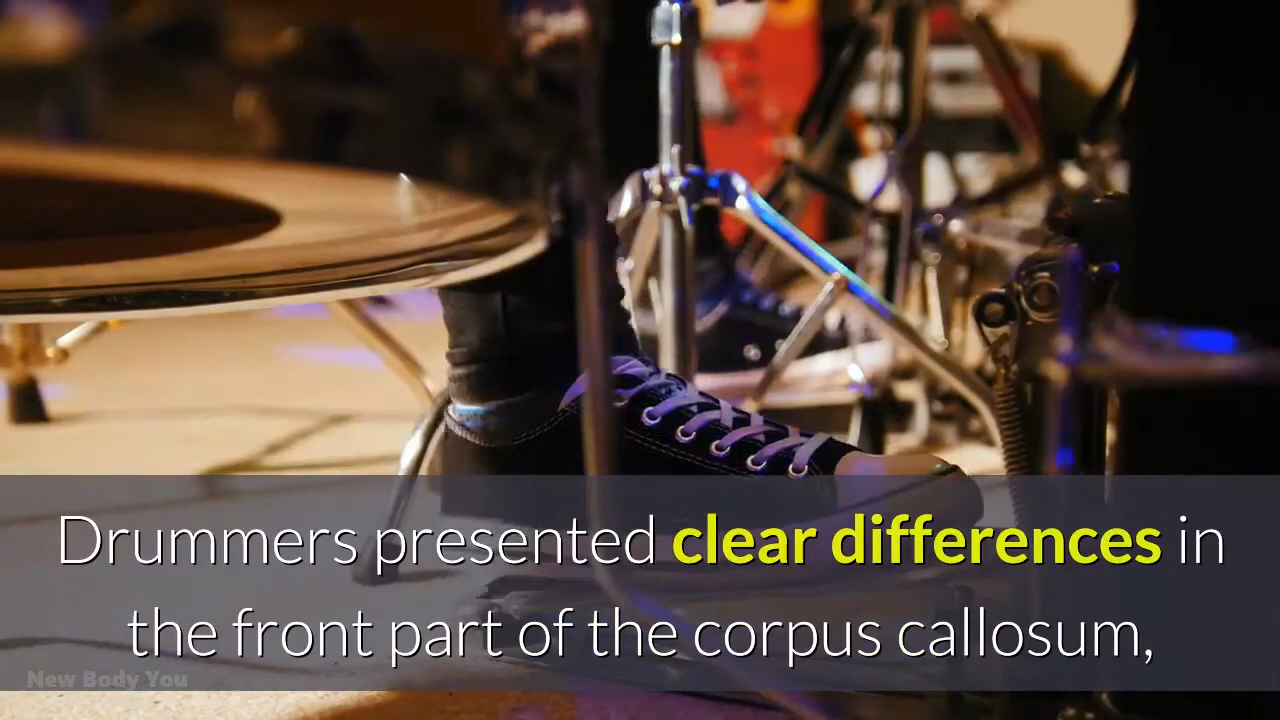 Drummers presented clear differences in
the front part of the corpus callosum,
New Body You